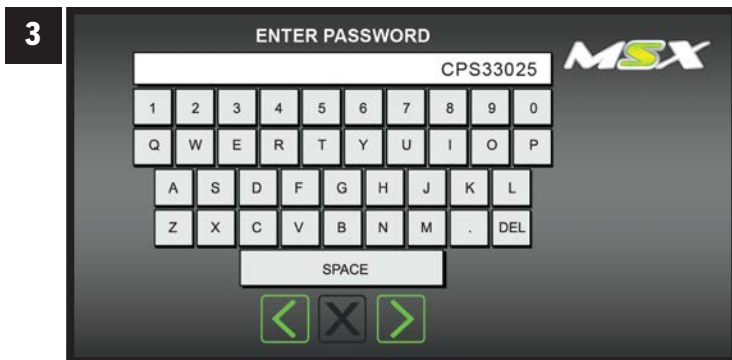 3
ENTER PASSWORD
MSX
CPS33025
1 2 3 4 5 6 7 8 9 0
Q W E R T Y U I O P
A S D F G H J K L
Z X C V B N M . DEL
SPACE
< X >